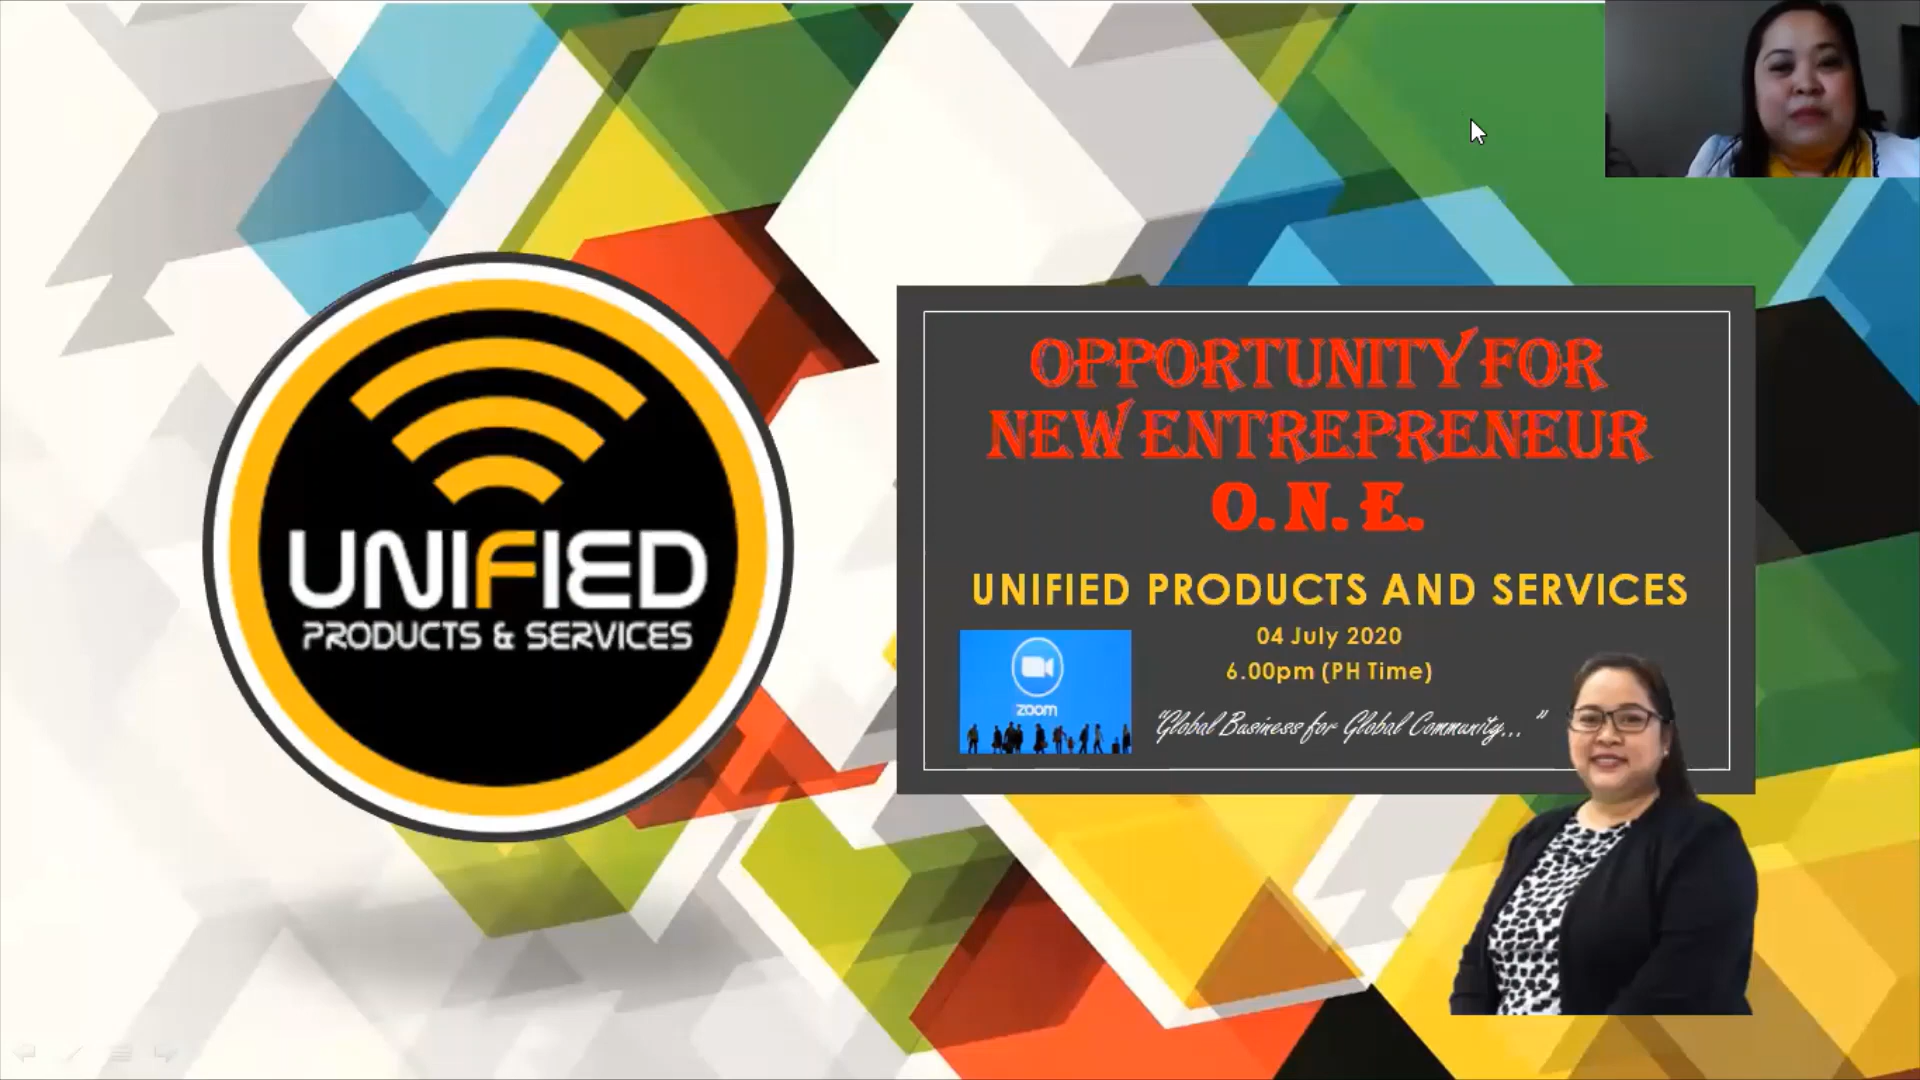 UNIFIED
PRODUCTS & SERVICES
OPPORTUNITY FOR
NEW ENTREPRENEUR
O. N. E.
UNIFIED PRODUCTS AND SERVICES
04 July 2020
6.00pm (PH Time)
zoom
"Global Business for Global Community..."